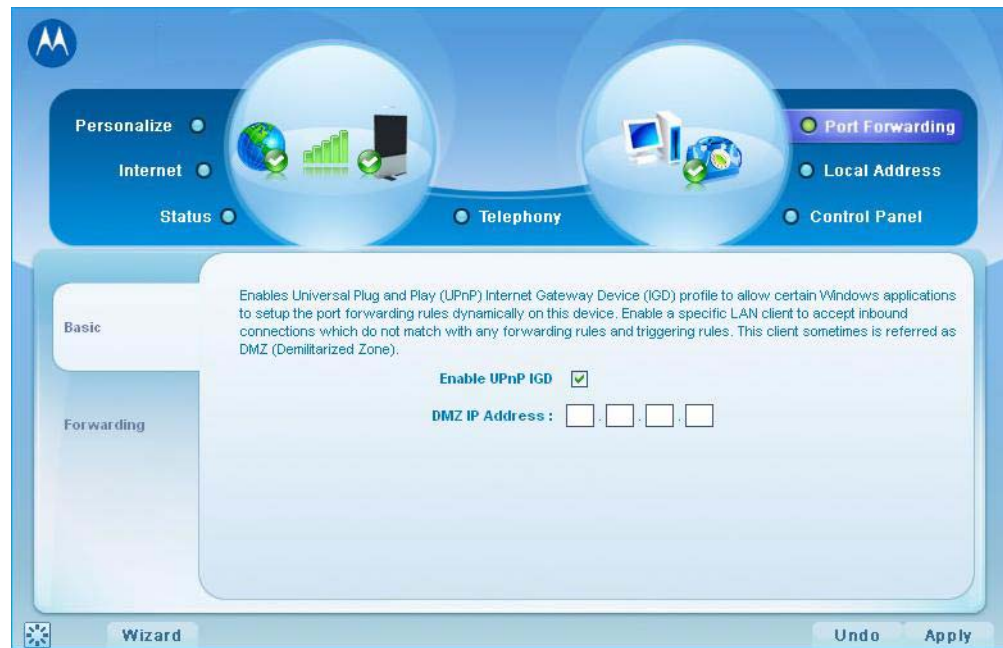 Personalize
Internet
Status
Telephony
Port Forwarding
Local Address
Control Panel
Basic
Forwarding
Enables Universal Plug and Play (UPnP) Internet Gateway Device (IGD) profile to allow certain Windows applications
to setup the port forwarding rules dynamically on this device. Enable a specific LAN client to accept inbound
connections which do not match with any forwarding rules and triggering rules. This client sometimes is referred as
DMZ (Demilitarized Zone).
Enable UPnP IGD
DMZ IP Address : . . .
Wizard
Undo
Apply